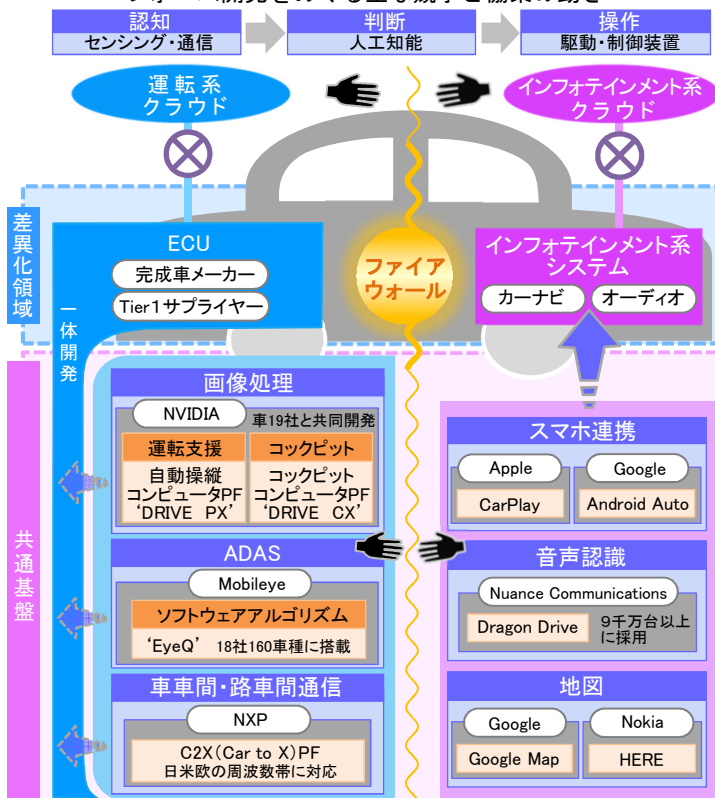 認知
センシング・通信
判断
人工知能
操作
駆動・制御装置
運転系
クラウド
インフォテインメント系
クラウド
差異化領域
ECU
完成車メーカー
Tier1サプライヤー
一体開発
ファイア
ウォール
インフォテインメント系
システム
カーナビ
オーディオ
共通基盤
画像処理
NVIDIA
車19社と共同開発
運転支援
自動操縦
コンピュータPF
‘DRIVE PX’
コックピット
コックピット
コンピュータPF
‘DRIVE CX’
ADAS
Mobileye
ソフトウェアアルゴリズム
‘EyeQ’ 18社160車種に搭載
車車間・路車間通信
NXP
C2X(Car to X)PF
日米欧の周波数帯に対応
スマホ連携
Apple
CarPlay
Google
Android Auto
音声認識
Nuance Communications
Dragon Drive
9千万台以上
に採用
地図
Google
Google Map
Nokia
HERE